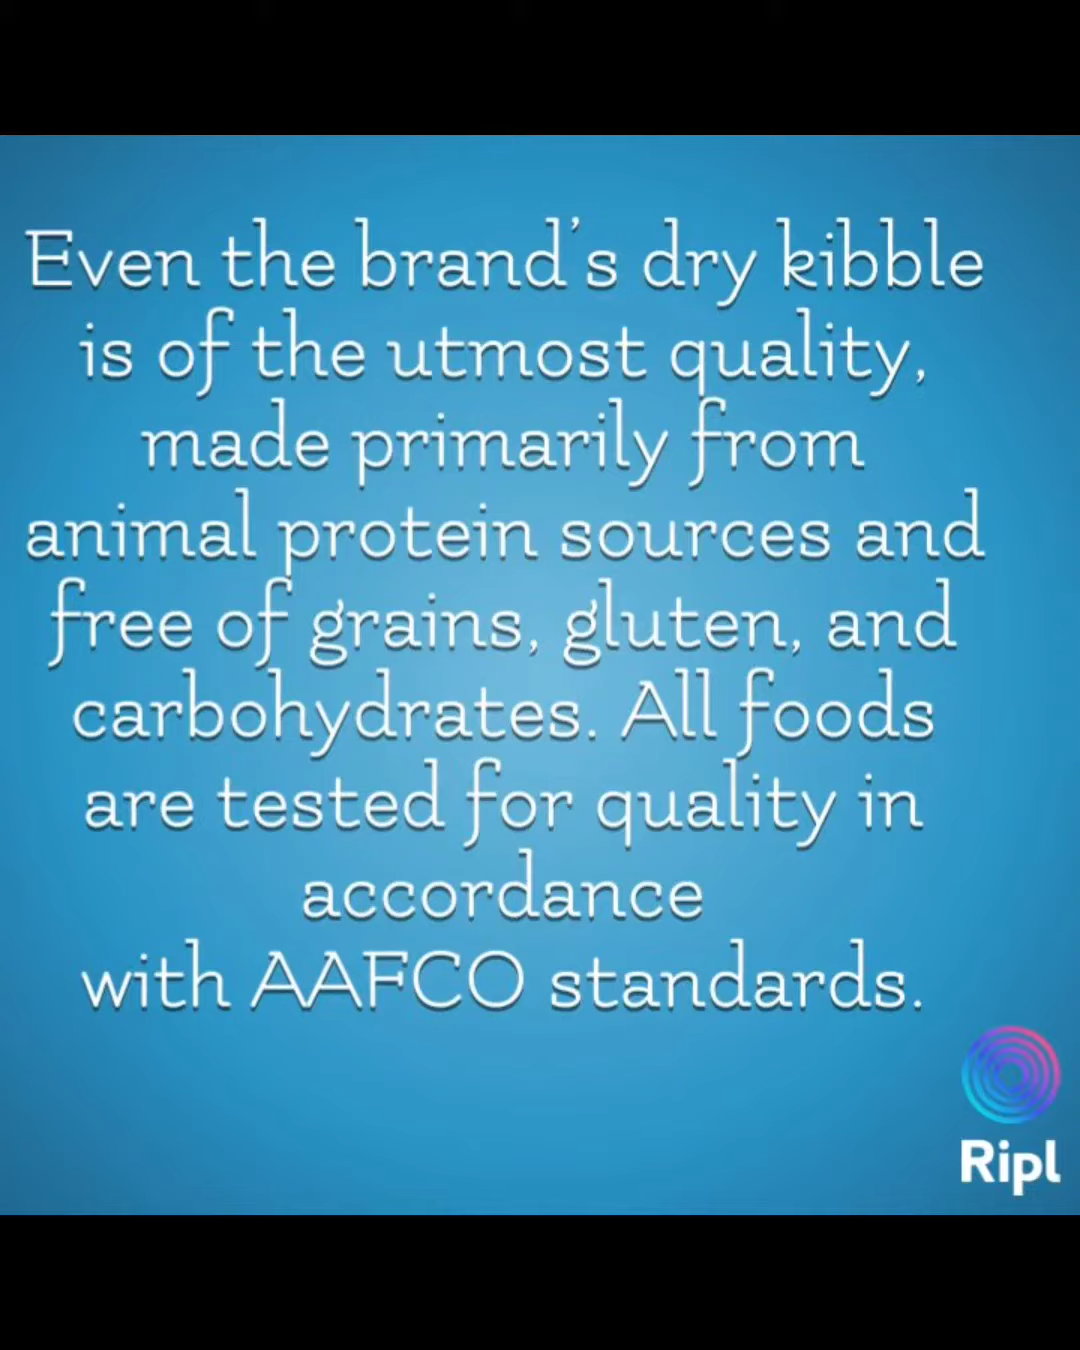 Even the brand's dry kibble
is of the utmost quality,
made primarily from
animal protein sources and
free of grains, gluten, and
carbohydrates. All foods
are tested for quality in
accordance
with AAFCO standards.
Ripl